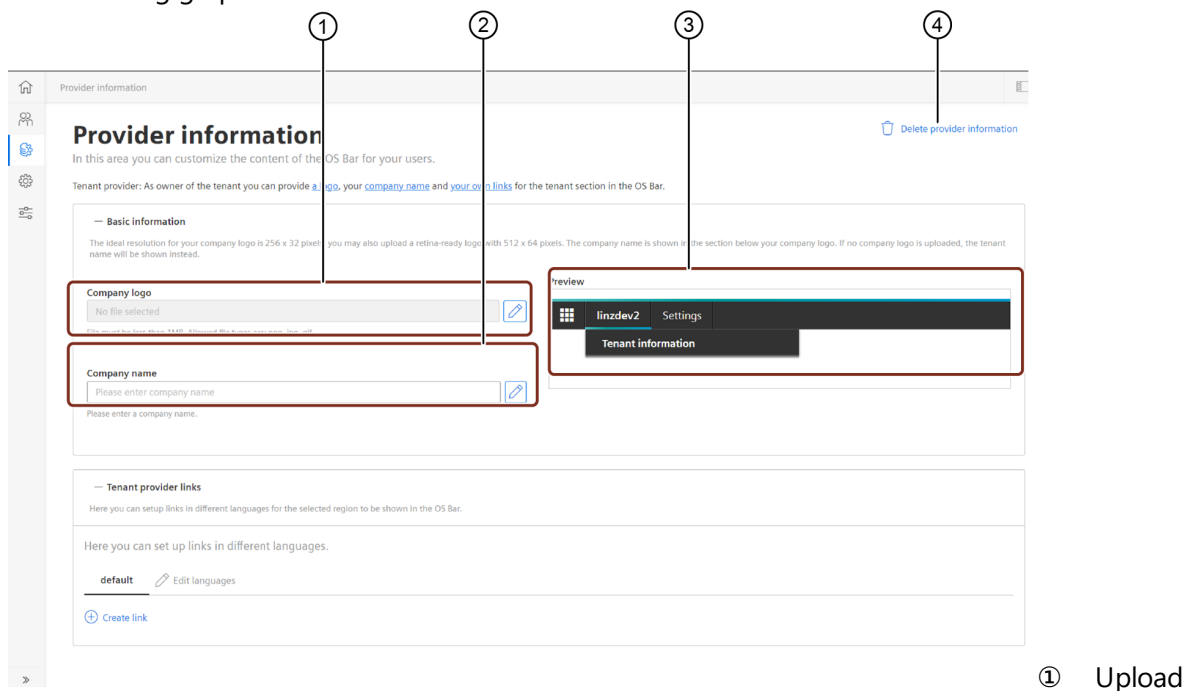 ① ② ③ ④
Provider information
Provider information
Delete provider information
In this area you can customize the content of the OS Bar for your users.
Tenant provider: As owner of the tenant you can provide a logo, your company name and your own links for the tenant section in the OS Bar.
— Basic information
The ideal resolution for your company logo is 256 x 32 pixels, you may also upload a retina-ready logo with 512 x 64 pixels. The company name is shown in the section below your company logo. If no company logo is uploaded, the tenant
name will be shown instead.
Preview
Company logo
No file selected
linzdev2 Settings
Tenant information
Company name
Please enter company name
Please enter a company name.
— Tenant provider links
Here you can setup links in different languages for the selected region to be shown in the OS Bar.
Here you can set up links in different languages.
default Edit languages
Create link
»
① Upload